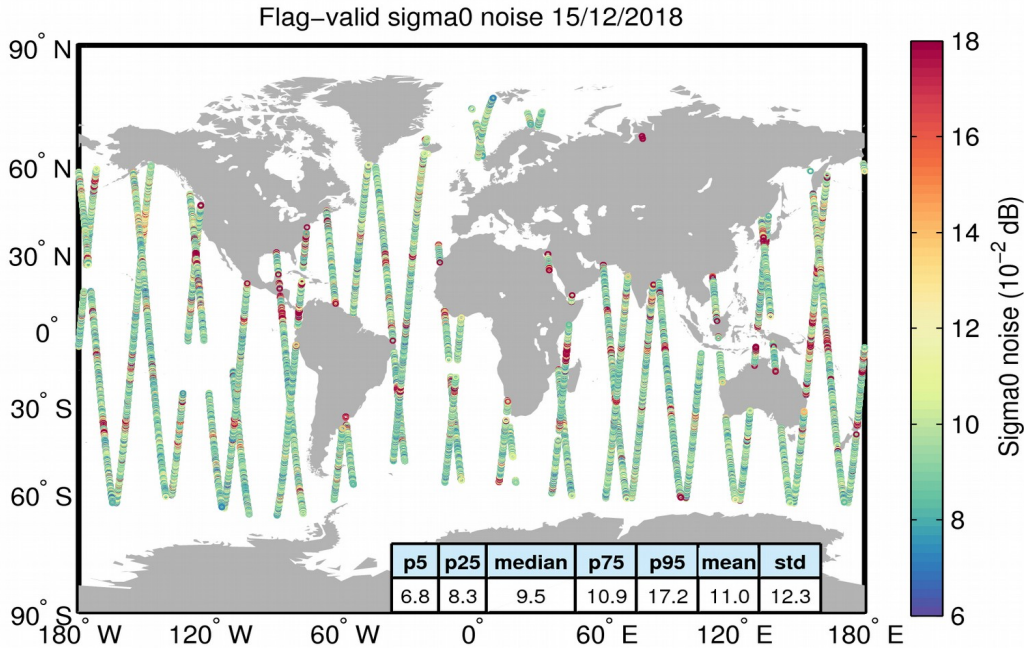 Flag−valid sigma0 noise 15/12/2018
90° N
60° N
30° N
0°
30° S
60° S
90° S
180° W
120° W
60° W
0°
60° E
120° E
180° E
p5 p25 median p75 p95 mean std
6.8 8.3 9.5 10.9 17.2 11.0 12.3
18
16
14
12
10
8
6
Sigma0 noise (10⁻² dB)